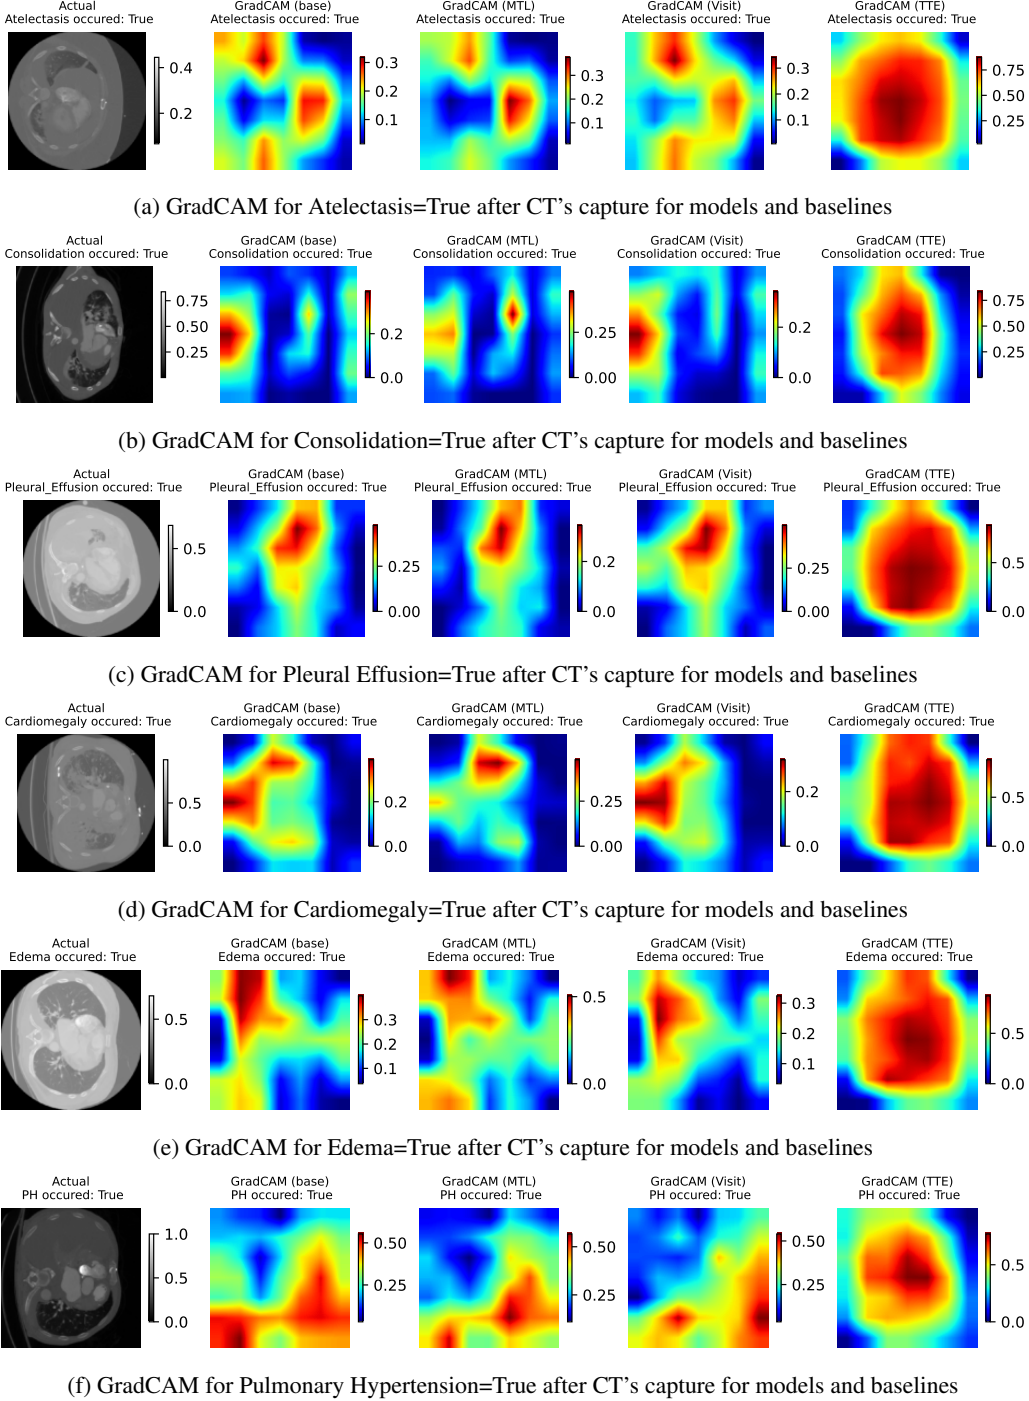 Actual
Atelectasis occured: True
GradCAM (base)
Atelectasis occured: True
GradCAM (MTL)
Atelectasis occured: True
GradCAM (Visit)
Atelectasis occured: True
GradCAM (TTE)
Atelectasis occured: True
0.4
0.2
0.3
0.2
0.1
0.3
0.2
0.1
0.3
0.2
0.1
0.75
0.50
0.25
(a) GradCAM for Atelectasis=True after CT's capture for models and baselines
Actual
Consolidation occured: True
GradCAM (base)
Consolidation occured: True
GradCAM (MTL)
Consolidation occured: True
GradCAM (Visit)
Consolidation occured: True
GradCAM (TTE)
Consolidation occured: True
0.75
0.50
0.25
0.2
0.0
0.25
0.00
0.2
0.0
0.75
0.50
0.25
(b) GradCAM for Consolidation=True after CT's capture for models and baselines
Actual
Pleural_Effusion occured: True
GradCAM (base)
Pleural_Effusion occured: True
GradCAM (MTL)
Pleural_Effusion occured: True
GradCAM (Visit)
Pleural_Effusion occured: True
GradCAM (TTE)
Pleural_Effusion occured: True
0.5
0.0
0.25
0.00
0.2
0.0
0.25
0.00
0.5
0.0
(c) GradCAM for Pleural Effusion=True after CT's capture for models and baselines
Actual
Cardiomegaly occured: True
GradCAM (base)
Cardiomegaly occured: True
GradCAM (MTL)
Cardiomegaly occured: True
GradCAM (Visit)
Cardiomegaly occured: True
GradCAM (TTE)
Cardiomegaly occured: True
0.5
0.0
0.2
0.0
0.25
0.00
0.2
0.0
0.5
0.0
(d) GradCAM for Cardiomegaly=True after CT's capture for models and baselines
Actual
Edema occured: True
GradCAM (base)
Edema occured: True
GradCAM (MTL)
Edema occured: True
GradCAM (Visit)
Edema occured: True
GradCAM (TTE)
Edema occured: True
0.5
0.0
0.3
0.2
0.1
0.5
0.0
0.3
0.2
0.1
0.5
0.0
(e) GradCAM for Edema=True after CT's capture for models and baselines
Actual
PH occured: True
GradCAM (base)
PH occured: True
GradCAM (MTL)
PH occured: True
GradCAM (Visit)
PH occured: True
GradCAM (TTE)
PH occured: True
1.0
0.5
0.0
0.50
0.25
0.50
0.25
0.50
0.25
0.5
0.0
(f) GradCAM for Pulmonary Hypertension=True after CT's capture for models and baselines